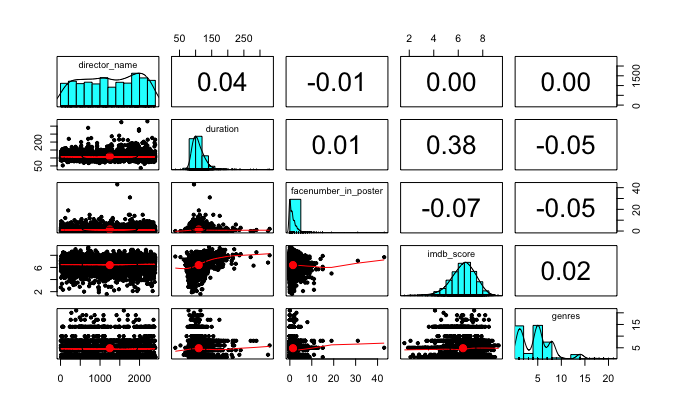 50 150 250
2 4 6 8
director_name
0.04
-0.01
0.00
0.00
0 500 1500
50 200
duration
0.01
0.38
-0.05
facenumber_in_poster
-0.07
-0.05
0 20 40
2 6
imdb_score
0.02
genres
5 15
0 1000 2000
0 10 20 30 40
5 10 15 20